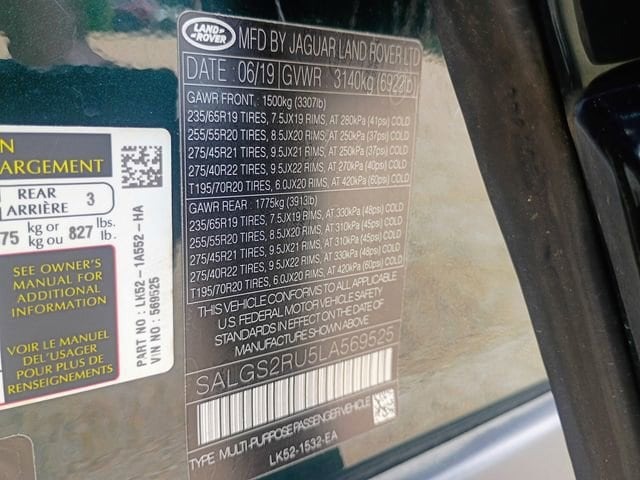 N
ARGEMENT
REAR
ARRIÈRE 3
75 kg or 827 lbs.
kg ou lb.
SEE OWNER'S
MANUAL FOR
ADDITIONAL
INFORMATION
VOIR LE MANUEL
DEL'USAGER
POUR PLUS DE
RENSEIGNEMENTS
PART NO : LK52 - 1A552 - HA
VIN NO : 569525
LAND
ROVER
MFD BY JAGUAR LAND ROVER LTD
DATE : 06/19 GVWR 3140kg (6922lb)
GAWR FRONT, 1500kg (3307lb)
235/65R19 TIRES, 7.5JX19 RIMS, AT 280kPa (41psi) COLD
255/55R20 TIRES, 8.5JX20 RIMS, AT 250kPa (37psi) COLD
275/45R21 TIRES, 9.5JX21 RIMS, AT 250kPa (37psi) COLD
275/40R22 TIRES, 9.5JX22 RIMS, AT 270kPa (40psi) COLD
T195/70R20 TIRES, 6.0JX20 RIMS, AT 420kPa (60psi) COLD
GAWR REAR : 1775kg (3913lb)
235/65R19 TIRES, 7.5JX19 RIMS, AT 330kPa (48psi) COLD
255/55R20 TIRES, 8.5JX20 RIMS, AT 310kPa (45psi) COLD
275/45R21 TIRES, 9.5JX21 RIMS, AT 310kPa (45psi) COLD
275/40R22 TIRES, 9.5JX22 RIMS, AT 330kPa (48psi) COLD
T195/70R20 TIRES, 6.0JX20 RIMS, AT 420kPa (60psi) COLD
THIS VEHICLE CONFORMS TO ALL APPLICABLE
U.S. FEDERAL MOTOR VEHICLE SAFETY
STANDARDS IN EFFECT ON THE DATE OF
MANUFACTURE SHOWN ABOVE
SALGS2RU5LA569525
TYPE MULTI-PURPOSE PASSENGER VEHICLE
LK52-1532-EA